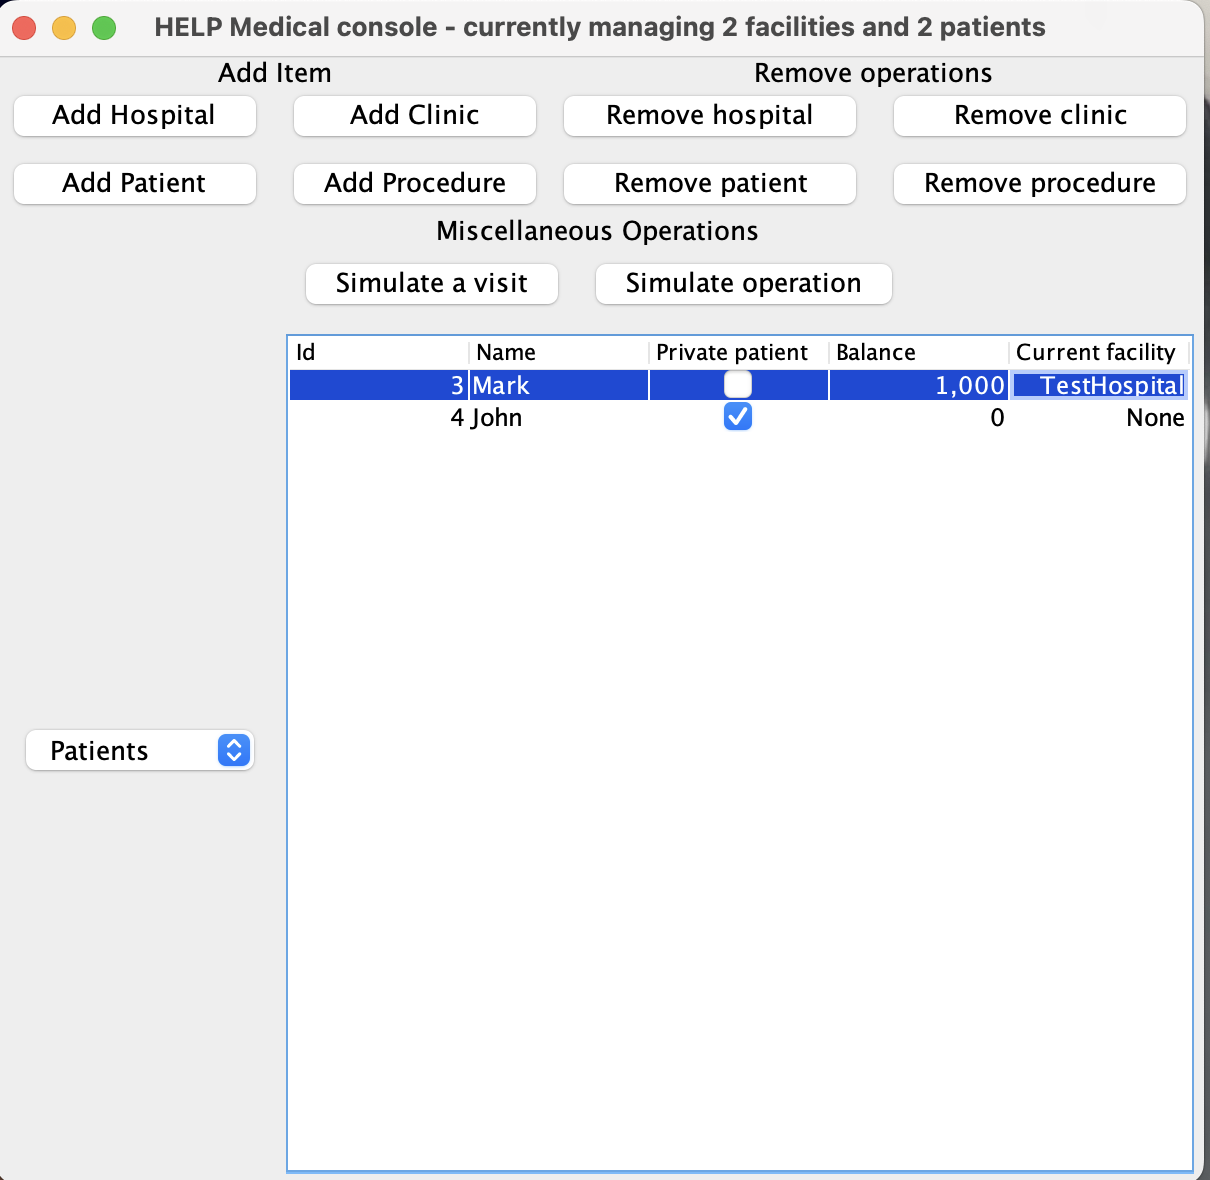 HELP Medical console - currently managing 2 facilities and 2 patients
Add Item Remove operations
Add Hospital Add Clinic Remove hospital Remove clinic
Add Patient Add Procedure Remove patient Remove procedure
Miscellaneous Operations
Simulate a visit Simulate operation
Id Name Private patient Balance Current facility
3 Mark 1,000 TestHospital
4 John 0 None
Patients